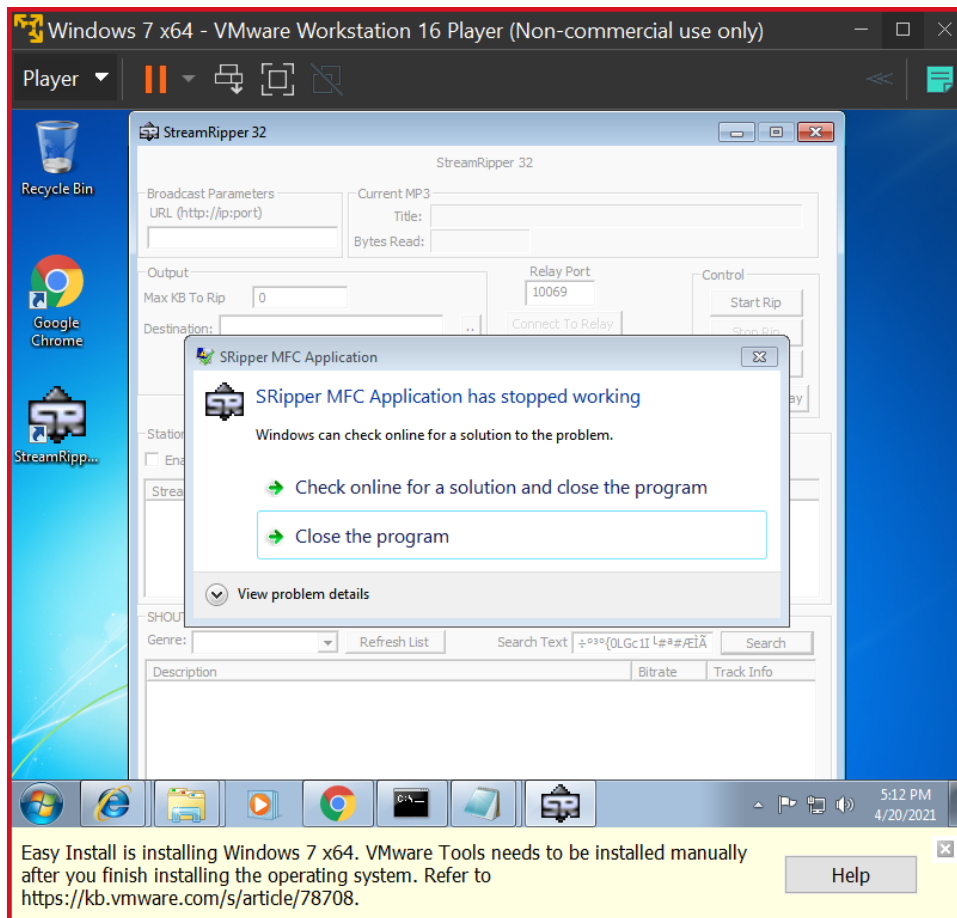 Windows 7 x64 - VMware Workstation 16 Player (Non-commercial use only)
Player
Recycle Bin
Google
Chrome
StreamRipp...
StreamRipper 32
StreamRipper 32
Broadcast Parameters
URL (http://ip:port)
Current MP3
Title:
Bytes Read:
Output
Max KB To Rip 0
Destination: ..
Relay Port
10069
Connect To Relay
Control
Start Rip
Stop Rip
SRipper MFC Application
SR
SRipper MFC Application has stopped working
Windows can check online for a solution to the problem.
Check online for a solution and close the program
Close the program
View problem details
Genre:
Refresh List
Search Text
Search
Description Bitrate Track Info
5:12 PM
4/20/2021
Easy Install is installing Windows 7 x64. VMware Tools needs to be installed manually
after you finish installing the operating system. Refer to
https://kb.vmware.com/s/article/78708.
Help